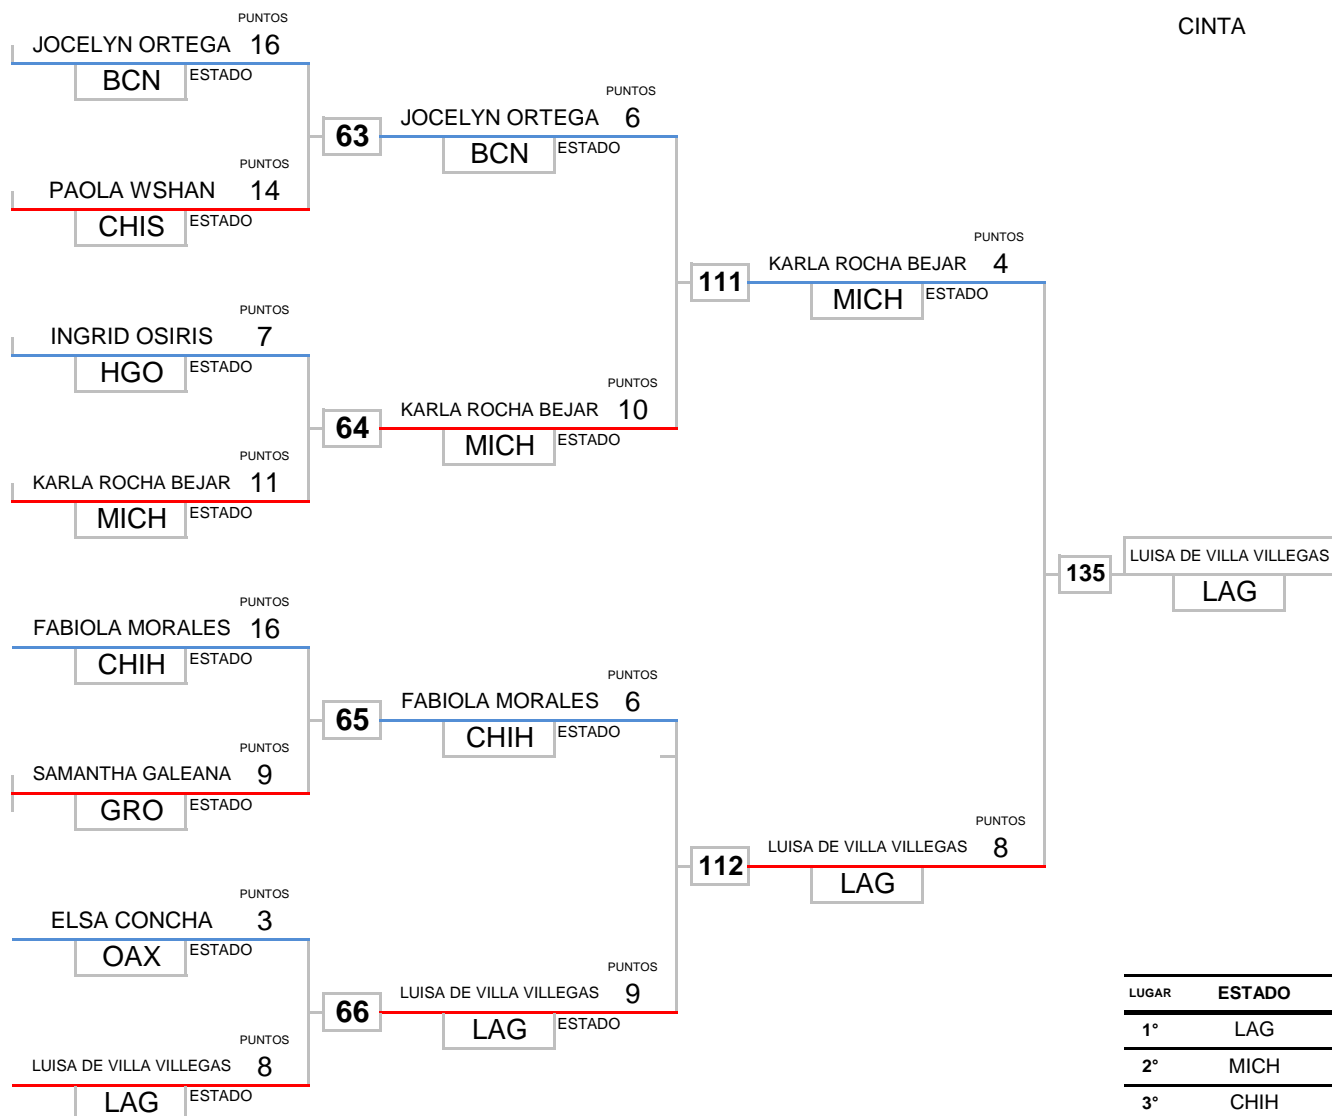 CINTA
PUNTOS
JOCELYN ORTEGA 16
BCN ESTADO
PUNTOS
PAOLA WSHAN 14
CHIS ESTADO
63
PUNTOS
JOCELYN ORTEGA 6
BCN ESTADO
PUNTOS
INGRID OSIRIS 7
HGO ESTADO
PUNTOS
KARLA ROCHA BEJAR 11
MICH ESTADO
64
PUNTOS
KARLA ROCHA BEJAR 10
MICH ESTADO
111
PUNTOS
KARLA ROCHA BEJAR 4
MICH ESTADO
PUNTOS
FABIOLA MORALES 16
CHIH ESTADO
PUNTOS
SAMANTHA GALEANA 9
GRO ESTADO
65
PUNTOS
FABIOLA MORALES 6
CHIH ESTADO
PUNTOS
ELSA CONCHA 3
OAX ESTADO
PUNTOS
LUISA DE VILLA VILLEGAS 8
LAG ESTADO
66
PUNTOS
LUISA DE VILLA VILLEGAS 9
LAG ESTADO
112
PUNTOS
LUISA DE VILLA VILLEGAS 8
LAG
135
LUISA DE VILLA VILLEGAS
LAG
LUGAR ESTADO
1° LAG
2° MICH
3° CHIH